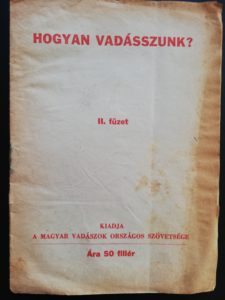 HOGYAN VADÁSSZUNK?
II. füzet
KIADJA
A MAGYAR VADÁSZOK ORSZÁGOS SZÖVETSÉGE
Ára 50 fillér